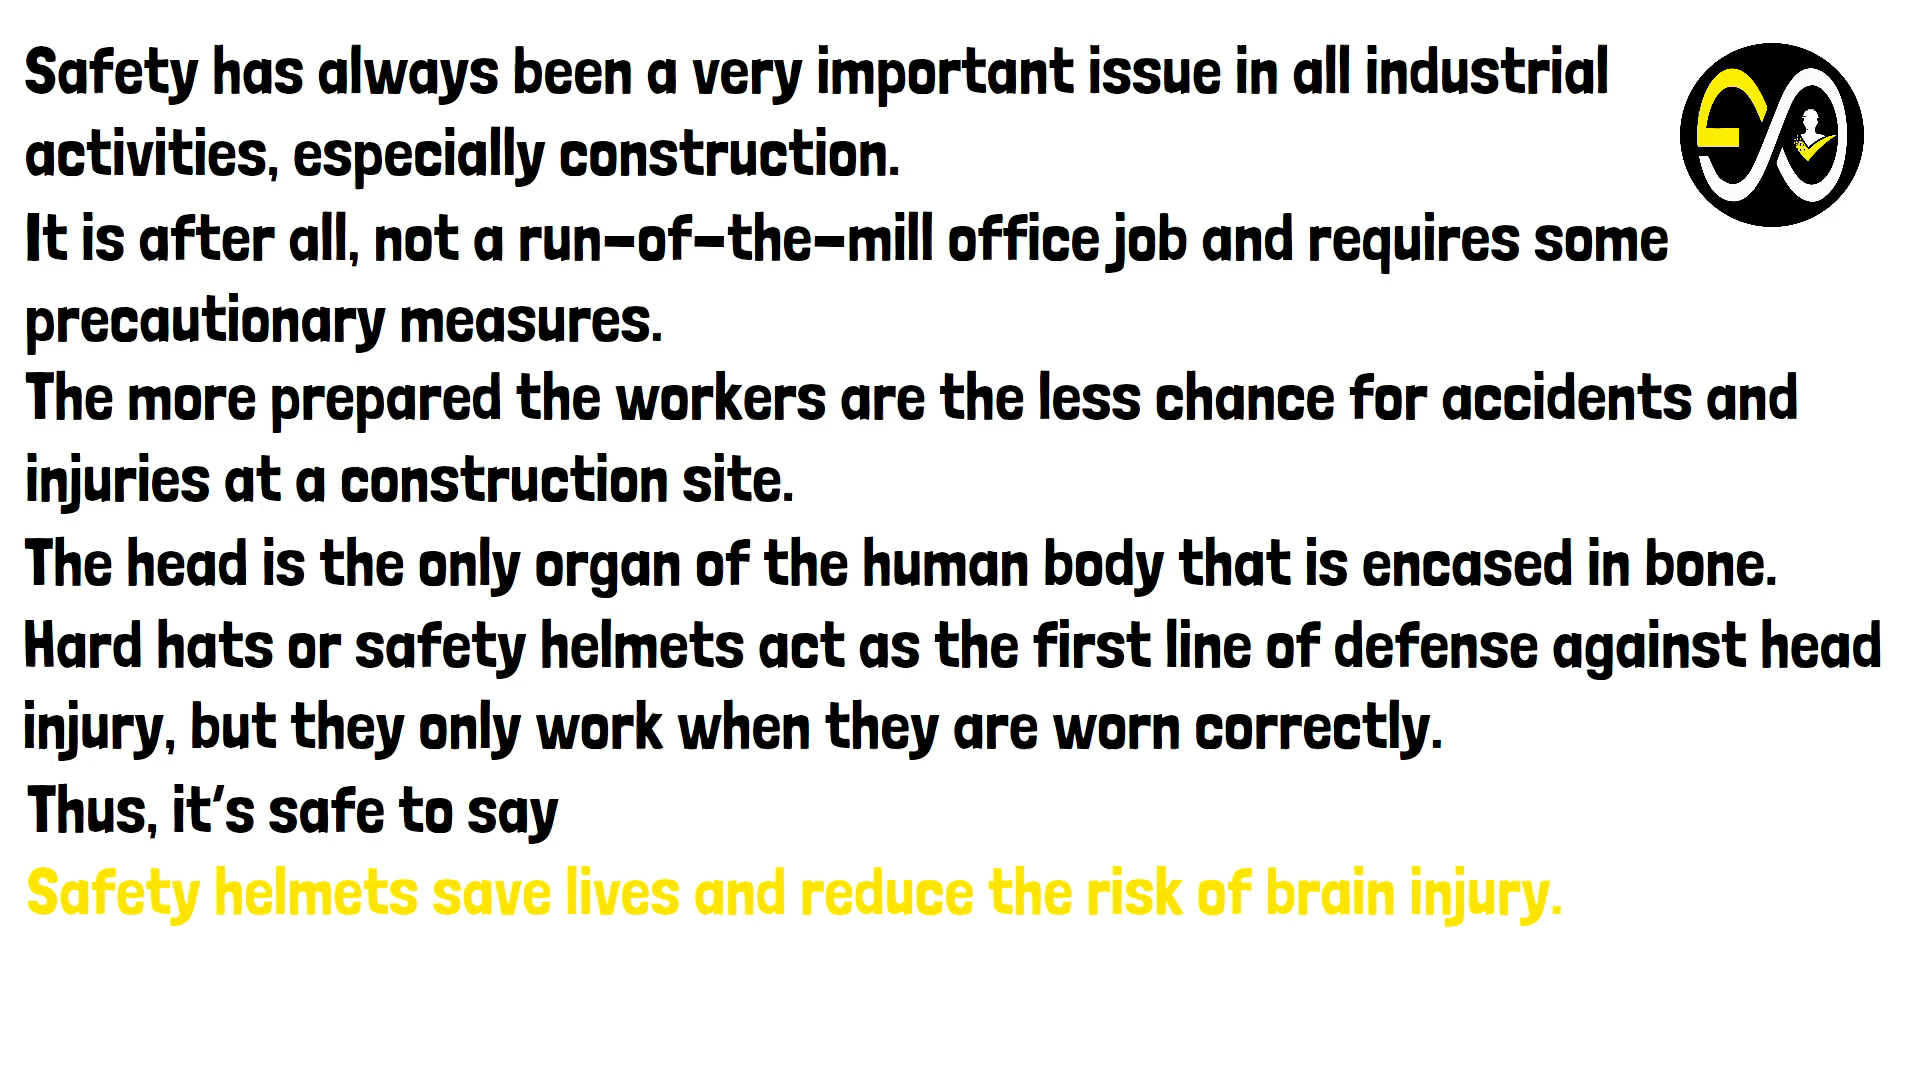 Safety has always been a very important issue in all industrial
activities, especially construction.
It is after all, not a run-of-the-mill office job and requires some
precautionary measures.
The more prepared the workers are the less chance for accidents and
injuries at a construction site.
The head is the only organ of the human body that is encased in bone.
Hard hats or safety helmets act as the first line of defense against head
injury, but they only work when they are worn correctly.
Thus, it's safe to say
Safety helmets save lives and reduce the risk of brain injury.